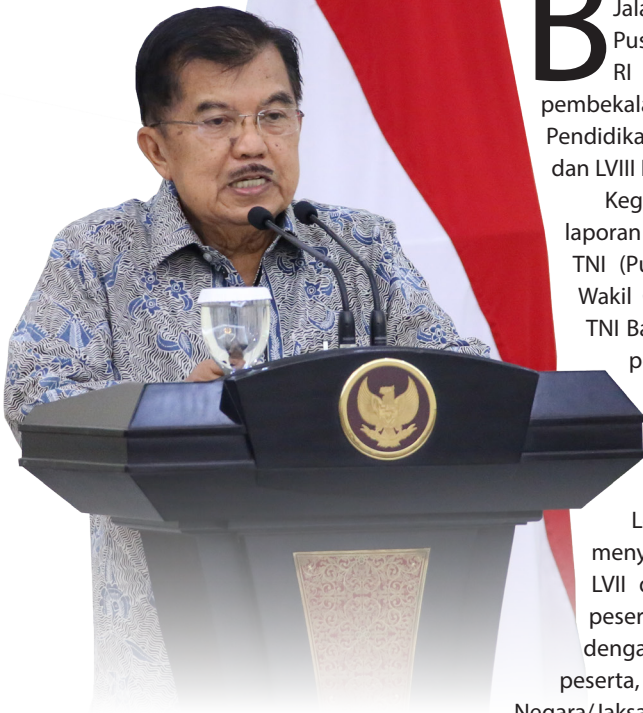 B
Jala
Pus
RI
pembekala
Pendidika
dan LVIII
Keg
laporan
TNI (Pu
Wakil
TNI Ba
p
L
meny
LVII
peser
denga
peserta,
Negara/Jaksa